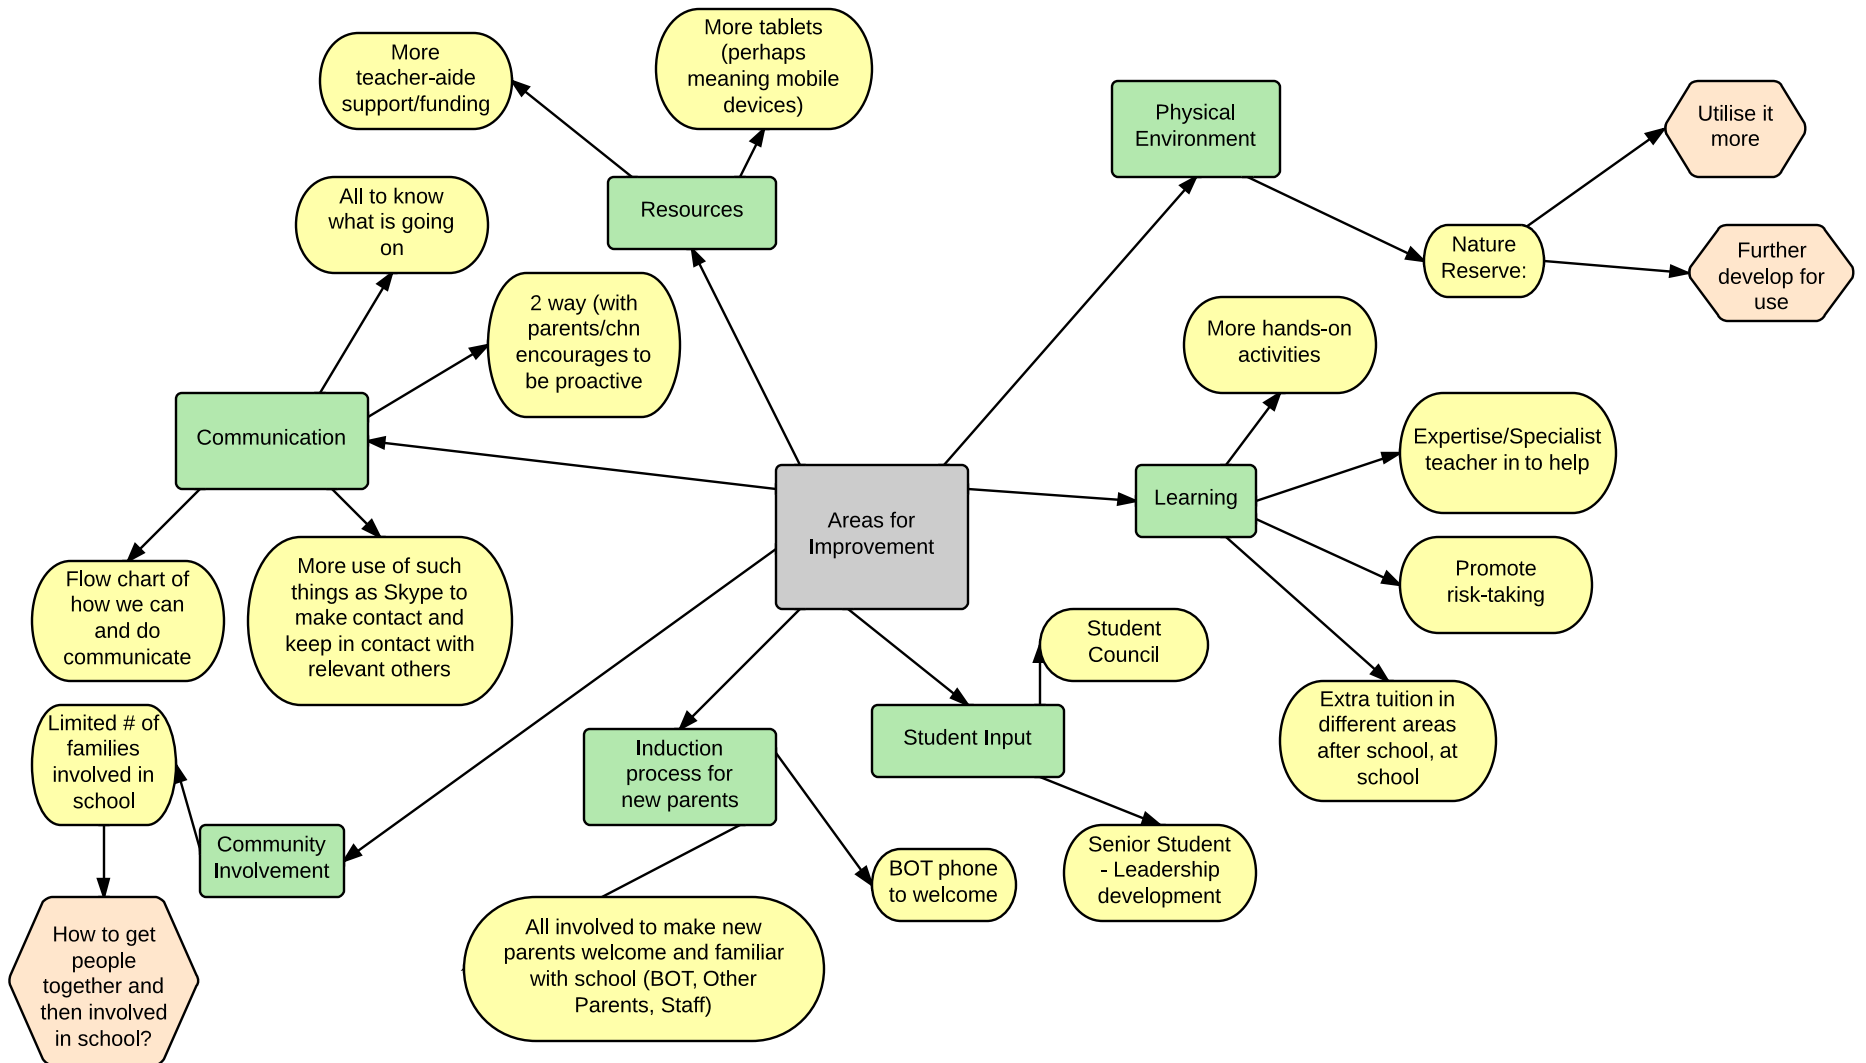 More
teacher-aide
support/funding
More tablets
(perhaps
meaning mobile
devices)
Physical
Environment
Utilise it
more
All to know
what is going
on
Resources
Nature
Reserve:
Further
develop for
use
2 way (with
parents/chn
encourages to
be proactive
More hands-on
activities
Communication
Expertise/Specialist
teacher in to help
Learning
Areas for
Improvement
Flow chart of
how we can
and do
communicate
More use of such
things as Skype to
make contact and
keep in contact with
relevant others
Promote
risk-taking
Student
Council
Extra tuition in
different areas
after school, at
school
Limited # of
families
involved in
school
Induction
process for
new parents
Student Input
Community
Involvement
BOT phone
to welcome
Senior Student
- Leadership
development
How to get
people
together and
then involved
in school?
All involved to make new
parents welcome and familiar
with school (BOT, Other
Parents, Staff)